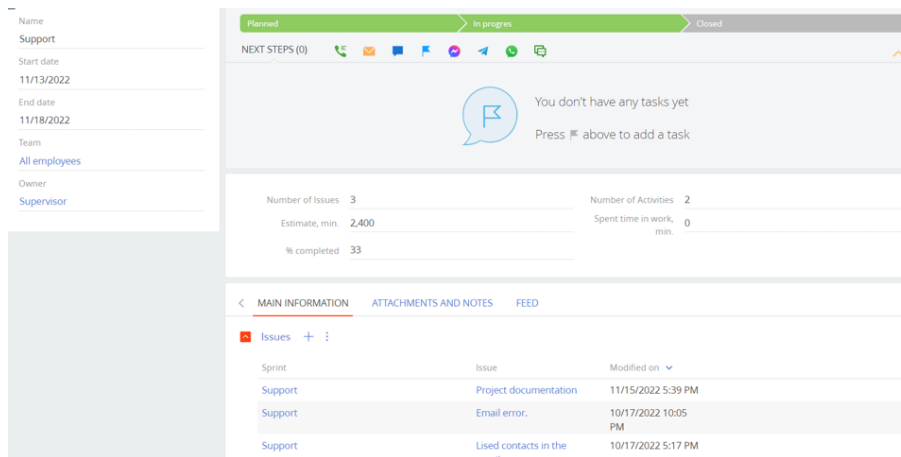 Name
Support
Start date
11/13/2022
End date
11/18/2022
Team
All employees
Owner
Supervisor
Planned
In progres
Closed
NEXT STEPS (0)
You don't have any tasks yet
Press above to add a task
Number of Issues 3
Number of Activities 2
Estimate, min. 2,400
Spent time in work, min. 0
% completed 33
MAIN INFORMATION
ATTACHMENTS AND NOTES
FEED
Issues
Sprint
Issue
Modified on
Support
Project documentation
11/15/2022 5:39 PM
Support
Email error.
10/17/2022 10:05
PM
Support
Lised contacts in the
10/17/2022 5:17 PM